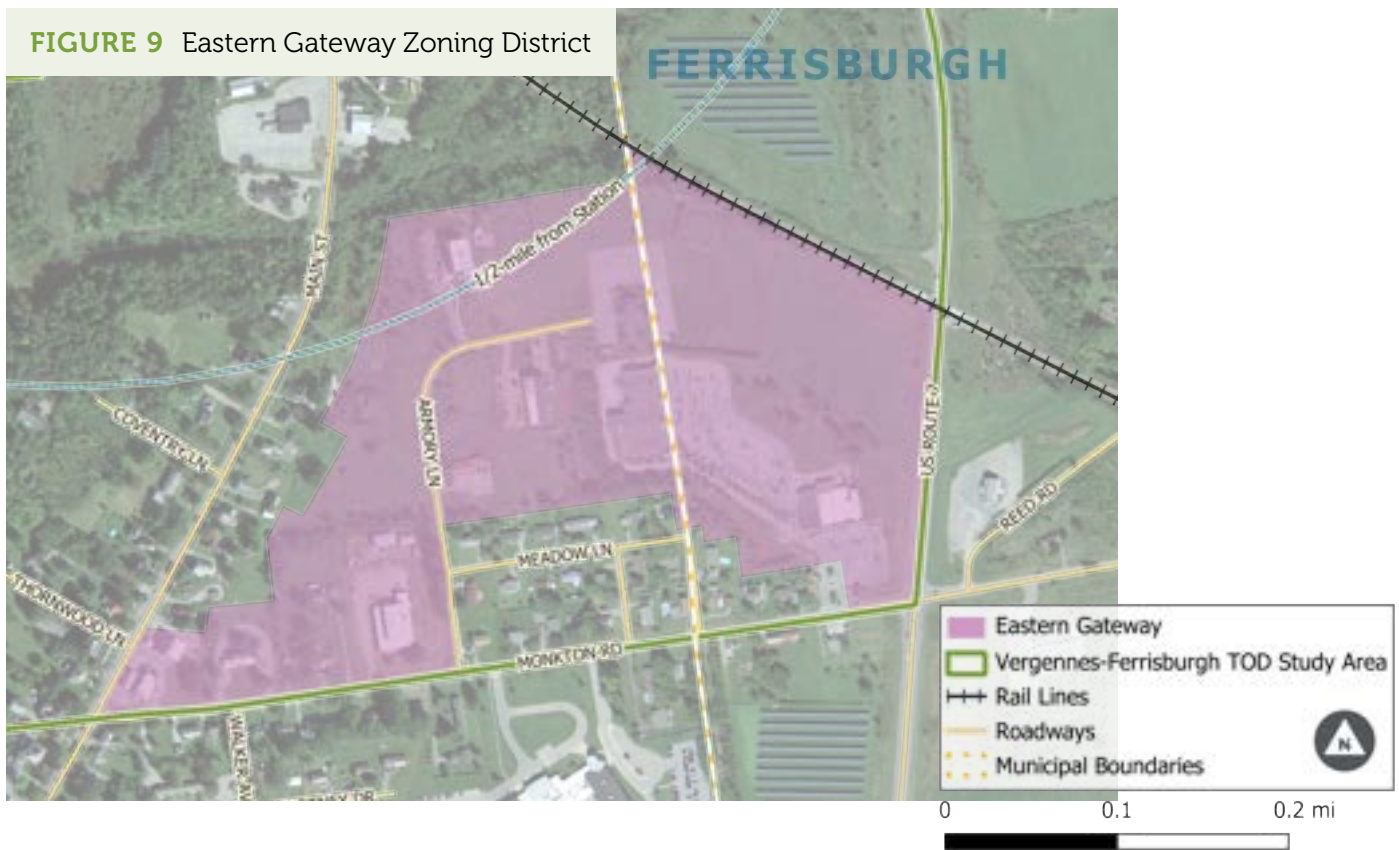 FIGURE 9 Eastern Gateway Zoning District
FERRISBURGH
1/2-mile from Station
MAIN ST
COVENTRY LN
ARMORY LN
US ROUTE 7
REED RD
MEADOW LN
THORNWOOD LN
MONKTON RD
WALKER AV
Eastern Gateway
Vergennes-Ferrisburgh TOD Study Area
Rail Lines
Roadways
Municipal Boundaries
N
0 0.1 0.2 mi